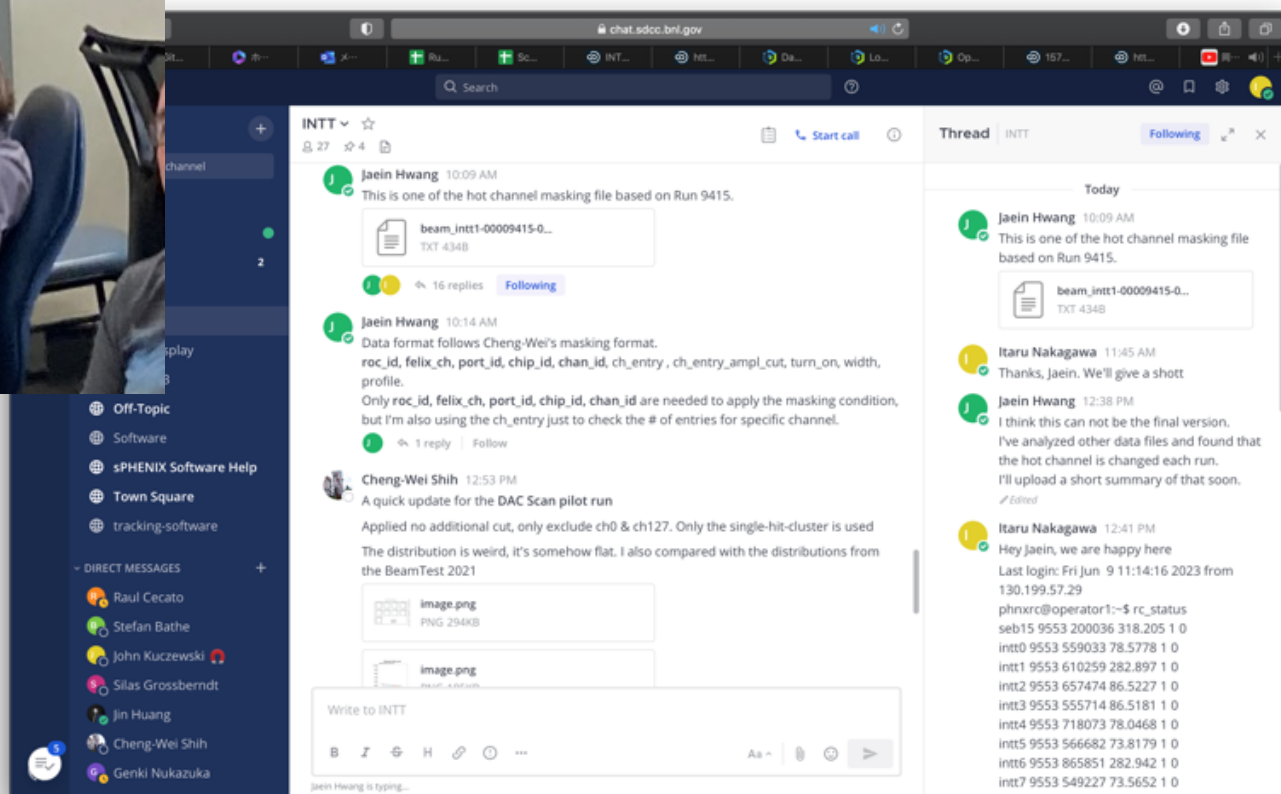 chat.sdcc.bnl.gov
Ru...
Sc...
INT...
htt...
Da...
Lo...
Op...
157...
htt...
Search
channel
2
splay
Off-Topic
Software
sPHENIX Software Help
Town Square
tracking-software
DIRECT MESSAGES
Raul Cecato
Stefan Bathe
John Kuczewski
Silas Grossberndt
Jin Huang
Cheng-Wei Shih
Genki Nukazuka
5
INTT
27 4
Start call
Jaein Hwang 10:09 AM
This is one of the hot channel masking file based on Run 9415.
beam_intt1-00009415-0...
TXT 434B
16 replies Following
Jaein Hwang 10:14 AM
Data format follows Cheng-Wei's masking format.
roc_id, felix_ch, port_id, chip_id, chan_id, ch_entry , ch_entry_ampl_cut, turn_on, width,
profile.
Only roc_id, felix_ch, port_id, chip_id, chan_id are needed to apply the masking condition,
but I'm also using the ch_entry just to check the # of entries for specific channel.
1 reply Follow
Cheng-Wei Shih 12:53 PM
A quick update for the DAC Scan pilot run
Applied no additional cut, only exclude ch0 & ch127. Only the single-hit-cluster is used
The distribution is weird, it's somehow flat. I also compared with the distributions from
the BeamTest 2021
image.png
PNG 294KB
image.png
Write to INTT
B I S H
Aa
Jaein Hwang is typing...
Thread INTT Following
Today
Jaein Hwang 10:09 AM
This is one of the hot channel masking file
based on Run 9415.
beam_intt1-00009415-0...
TXT 434B
Itaru Nakagawa 11:45 AM
Thanks, Jaein. We'll give a shott
Jaein Hwang 12:38 PM
I think this can not be the final version.
I've analyzed other data files and found that
the hot channel is changed each run.
I'll upload a short summary of that soon.
Edited
Itaru Nakagawa 12:41 PM
Hey Jaein, we are happy here
Last login: Fri Jun 9 11:14:16 2023 from
130.199.57.29
phnxrc@operator1:~$ rc_status
seb15 9553 200036 318.205 1 0
intt0 9553 559033 78.5778 1 0
intt1 9553 610259 282.897 1 0
intt2 9553 657474 86.5227 1 0
intt3 9553 555714 86.5181 1 0
intt4 9553 718073 78.0468 1 0
intt5 9553 566682 73.8179 1 0
intt6 9553 865851 282.942 1 0
intt7 9553 549227 73.5652 1 0